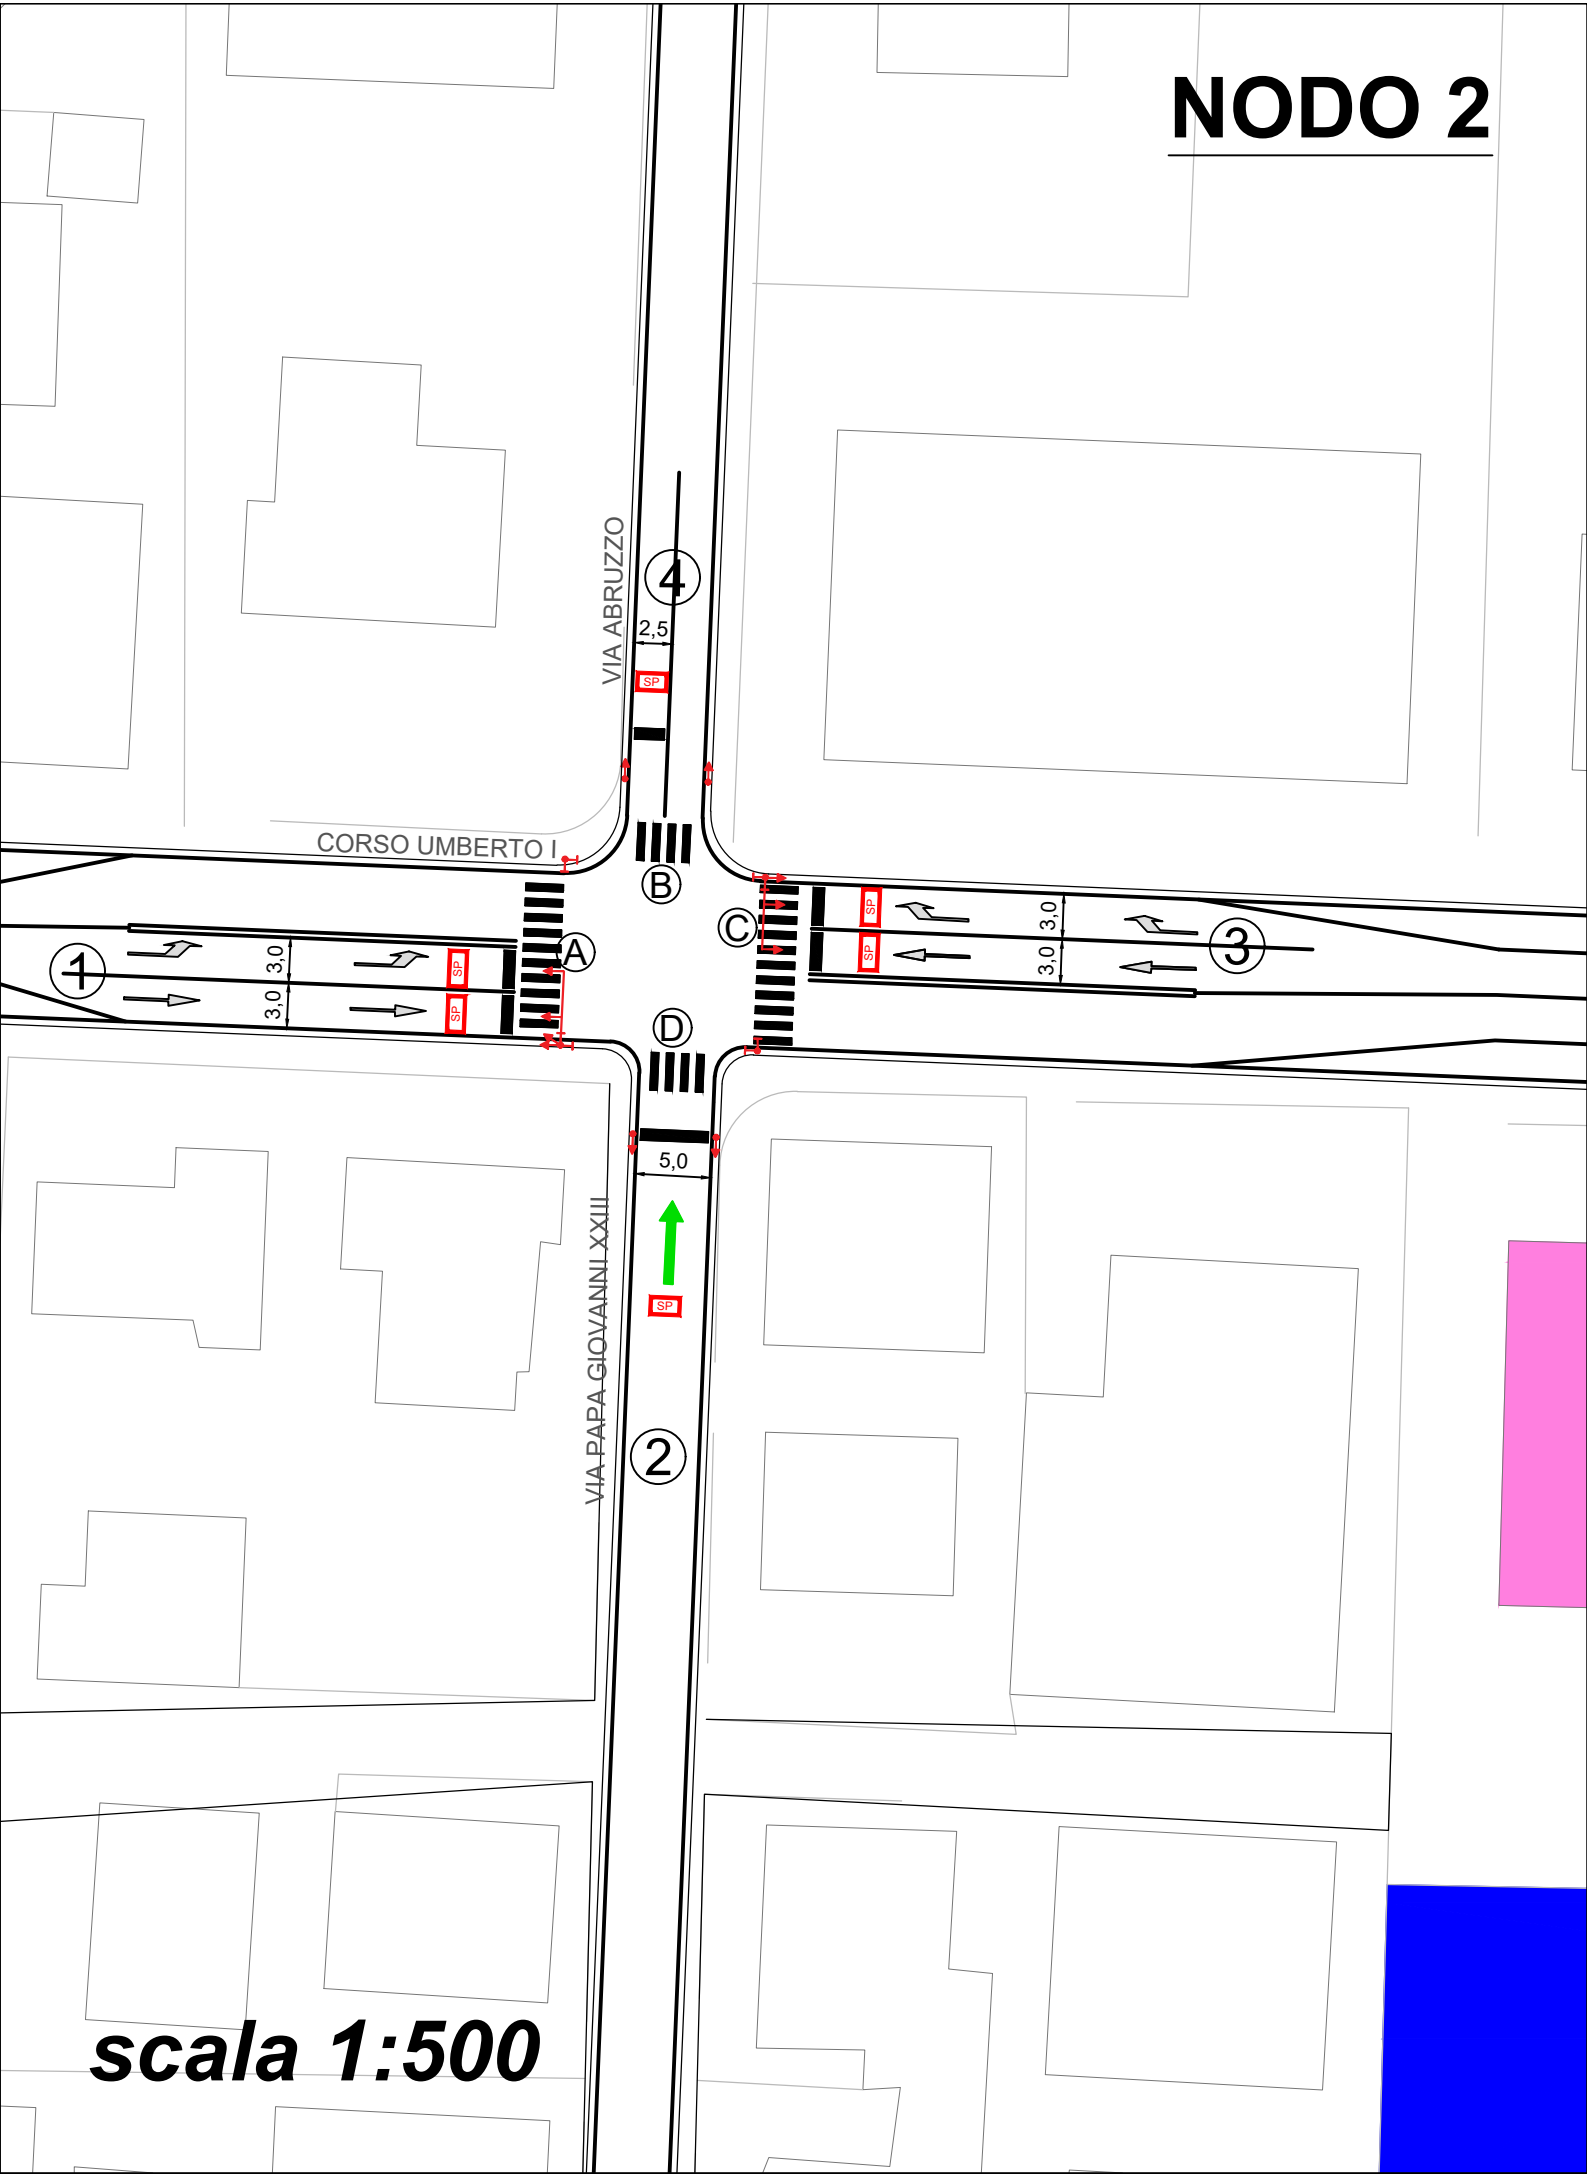 NODO 2
VIA ABRUZZO
4
2,5
SP
CORSO UMBERTO I
B
A
C
1
3,0
3,0
SP
SP
SP
SP
3,0
3,0
3
D
5,0
SP
VIA PAPA GIOVANNI XXIII
2
scala 1:500